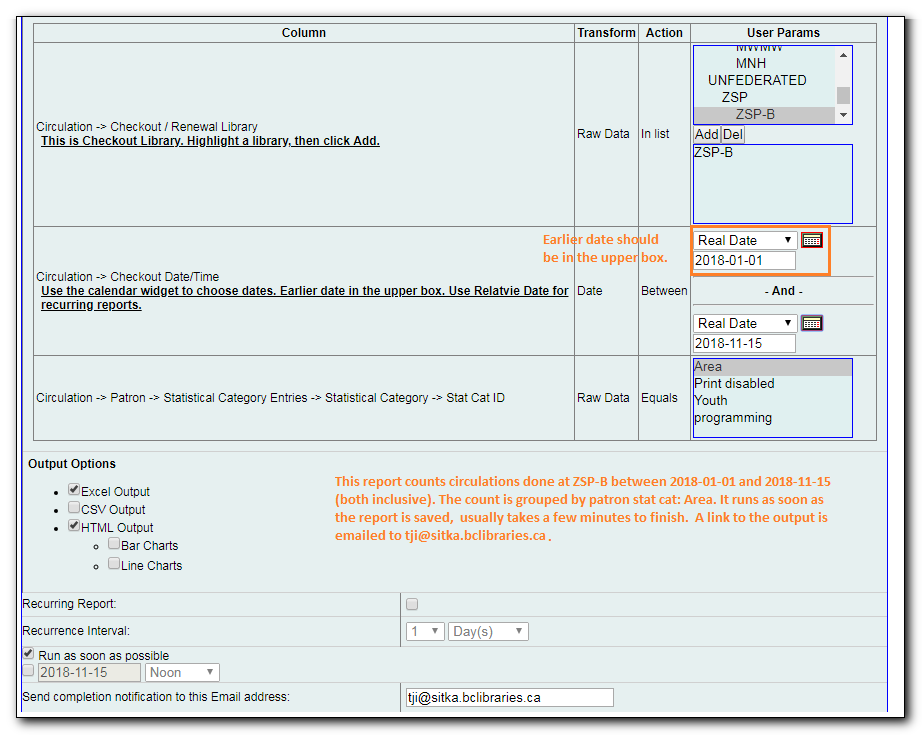 Column Transform Action User Params
MWMW
MNH
UNFEDERATED
ZSP
ZSP-B
Circulation -> Checkout / Renewal Library
This is Checkout Library. Highlight a library, then click Add.
Raw Data
In list
Add Del
ZSP-B
Earlier date should
be in the upper box.
Real Date
2018-01-01
Circulation -> Checkout Date/Time
Use the calendar widget to choose dates. Earlier date in the upper box. Use Relatvie Date for
recurring reports.
Date
Between
- And -
Real Date
2018-11-15
Circulation -> Patron -> Statistical Category Entries -> Statistical Category -> Stat Cat ID
Raw Data
Equals
Area
Print disabled
Youth
programming
Output Options
Excel Output
CSV Output
HTML Output
Bar Charts
Line Charts
This report counts circulations done at ZSP-B between 2018-01-01 and 2018-11-15
(both inclusive). The count is grouped by patron stat cat: Area. It runs as soon as
the report is saved, usually takes a few minutes to finish. A link to the output is
emailed to tji@sitka.bclibraries.ca .
Recurring Report:
Recurrence Interval:
1 Day(s)
Run as soon as possible
2018-11-15 Noon
Send completion notification to this Email address:
tji@sitka.bclibraries.ca